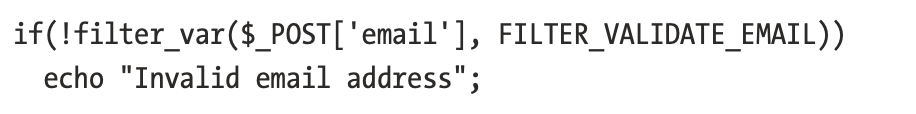 if(!filter_var($_POST['email'], FILTER_VALIDATE_EMAIL))
  echo "Invalid email address";